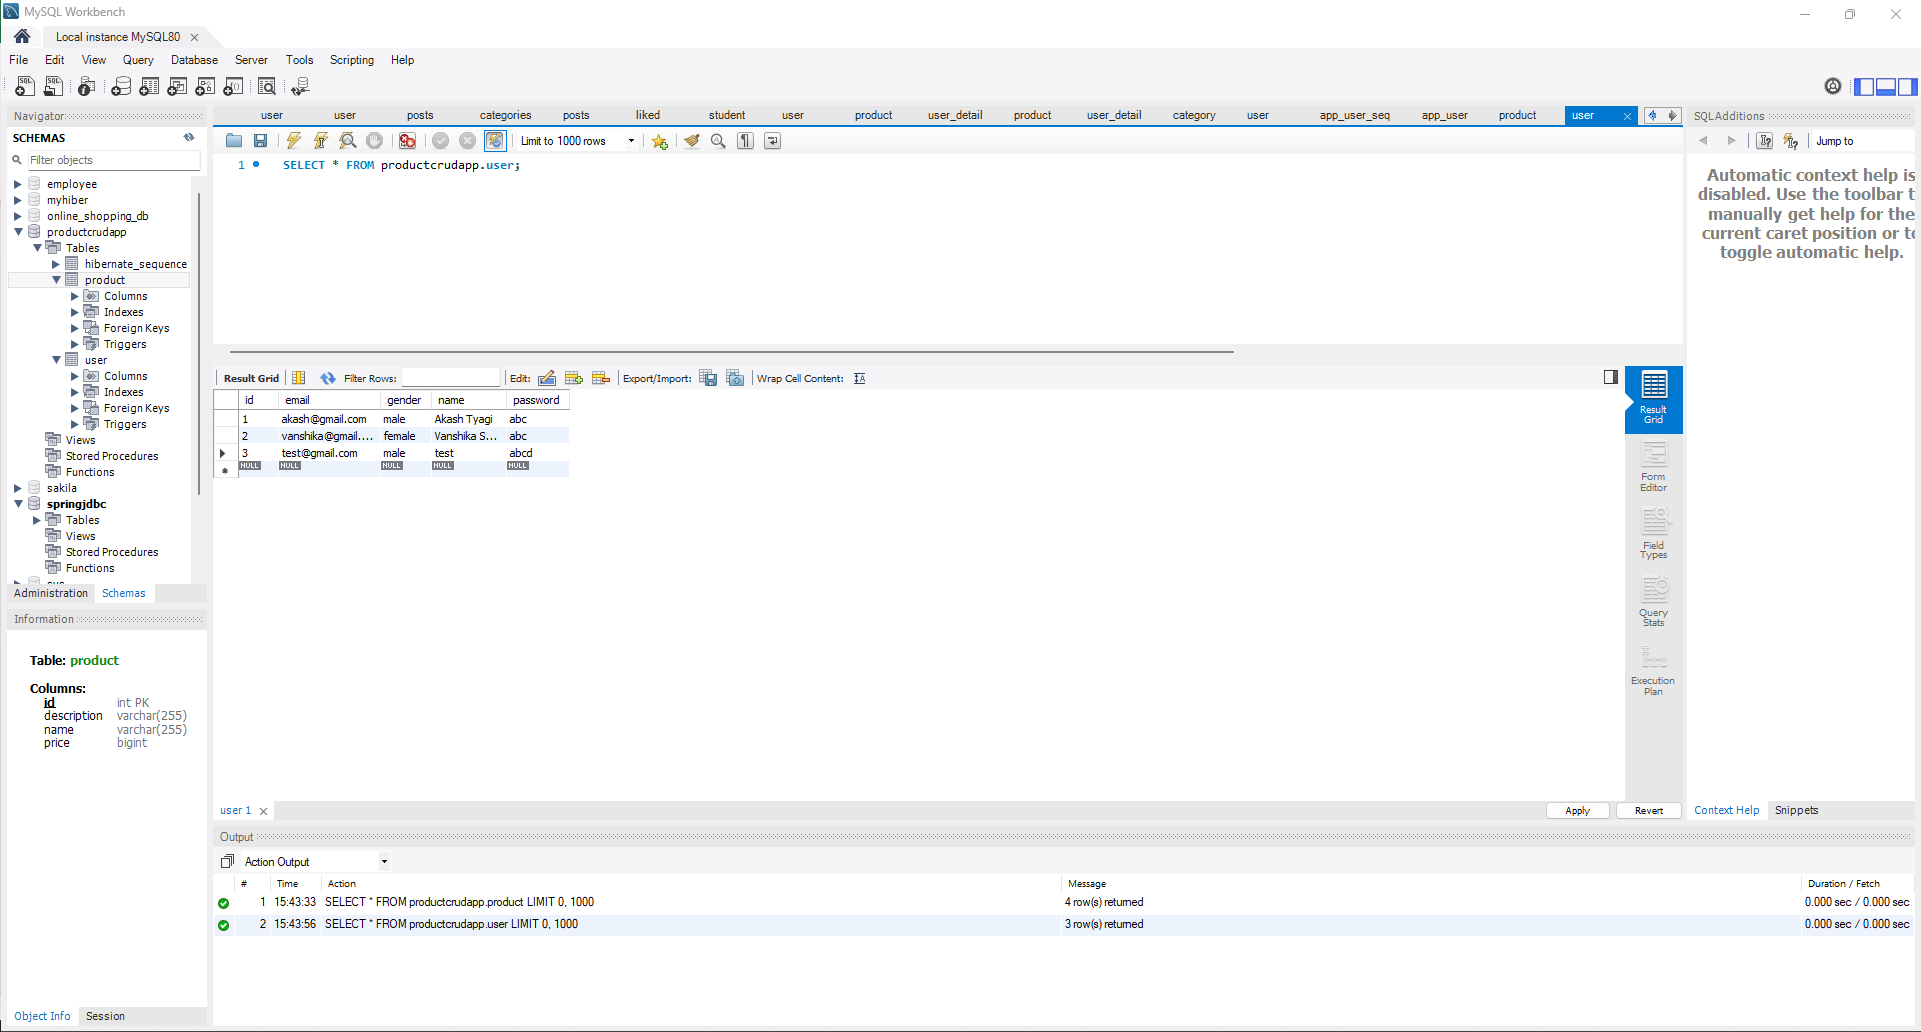 MySQL Workbench
Local instance MySQL80
File Edit View Query Database Server Tools Scripting Help
Navigator
SCHEMAS
Filter objects
employee
myhiber
online_shopping_db
productcrudapp
Tables
hibernate_sequence
product
Columns
Indexes
Foreign Keys
Triggers
user
Columns
Indexes
Foreign Keys
Triggers
Views
Stored Procedures
Functions
sakila
springjdbc
Tables
Views
Stored Procedures
Functions
sys
Administration Schemas
Information
Table: product
Columns:
id int PK
description varchar(255)
name varchar(255)
price bigint
Object Info Session
user user posts categories posts liked student user product user_detail product user_detail category user app_user_seq app_user product user
Limit to 1000 rows
1 SELECT * FROM productcrudapp.user;
Result Grid Filter Rows: Edit: Export/Import: Wrap Cell Content:
id email gender name password
1 akash@gmail.com male Akash Tyagi abc
2 vanshika@gmail.... female Vanshika S... abc
3 test@gmail.com male test abcd
NULL NULL NULL NULL NULL
Result Grid
Form Editor
Field Types
Query Stats
Execution Plan
user 1
Apply Revert
SQLAdditions
Jump to
Automatic context help is
disabled. Use the toolbar t
manually get help for the
current caret position or to
toggle automatic help.
Context Help Snippets
Output
Action Output
# Time Action Message Duration / Fetch
1 15:43:33 SELECT * FROM productcrudapp.product LIMIT 0, 1000 4 row(s) returned 0.000 sec / 0.000 sec
2 15:43:56 SELECT * FROM productcrudapp.user LIMIT 0, 1000 3 row(s) returned 0.000 sec / 0.000 sec